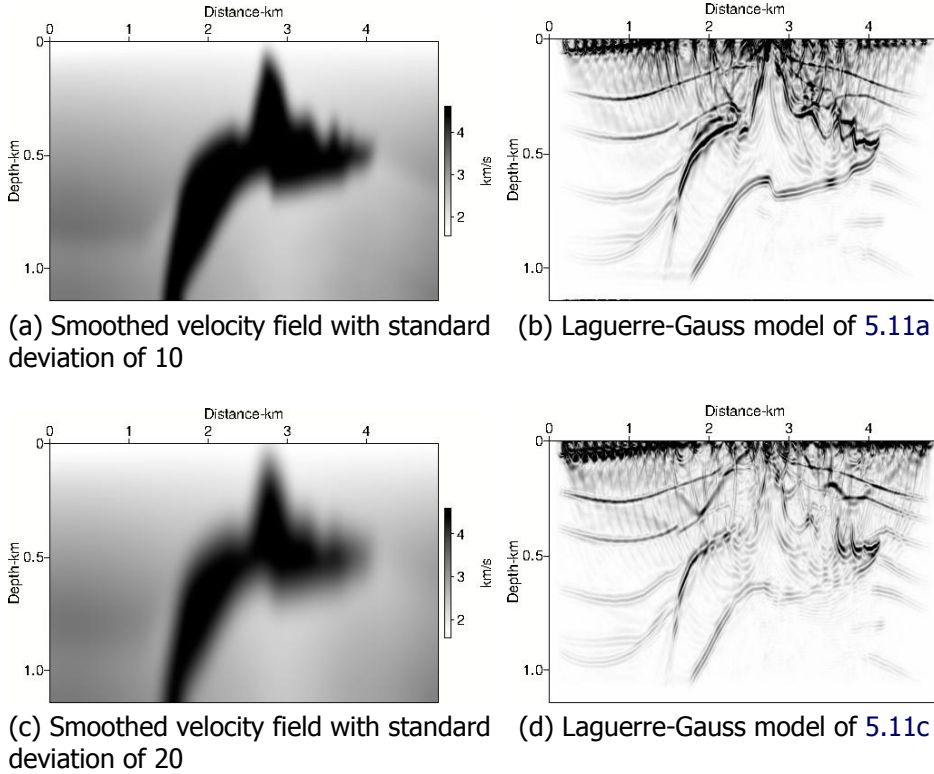 Distance-km
0 1 2 3 4
0
0.5
1.0
Depth-km
4
3
2
km/s
(a) Smoothed velocity field with standard
deviation of 10
Distance-km
0 1 2 3 4
0
0.5
1.0
Depth-km
(b) Laguerre-Gauss model of 5.11a
Distance-km
0 1 2 3 4
0
0.5
1.0
Depth-km
4
3
2
km/s
(c) Smoothed velocity field with standard
deviation of 20
Distance-km
0 1 2 3 4
0
0.5
1.0
Depth-km
(d) Laguerre-Gauss model of 5.11c